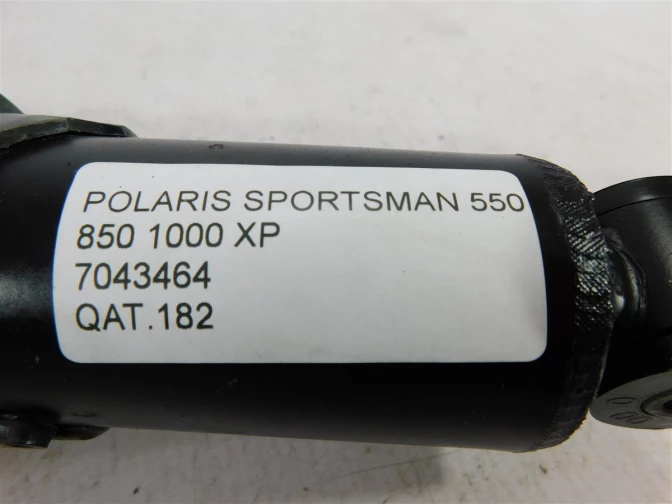 POLARIS SPORTSMAN 550
850 1000 XP
7043464
QAT.182